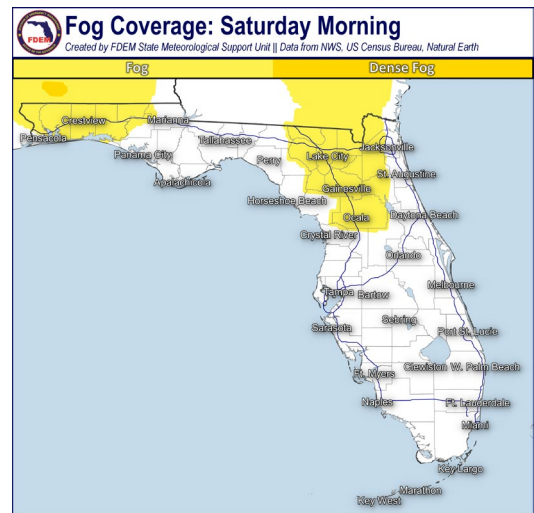 FDEM
Fog Coverage: Saturday Morning
Created by FDEM State Meteorological Support Unit || Data from NWS, US Census Bureau, Natural Earth
Fog Dense Fog
Crestview Marianna
Pensacola Tallahassee Jacksonville
Panama City Perry Lake City
Apalachicola St. Augustine
Gainesville
Horseshoe Beach
Ocala Daytona Beach
Crystal River
Orlando
Tampa Bartow Melbourne
Sebring
Sarasota Port St. Lucie
Ft. Myers Clewiston W. Palm Beach
Naples Ft. Lauderdale
Miami
Key Largo
Marathon
Key West